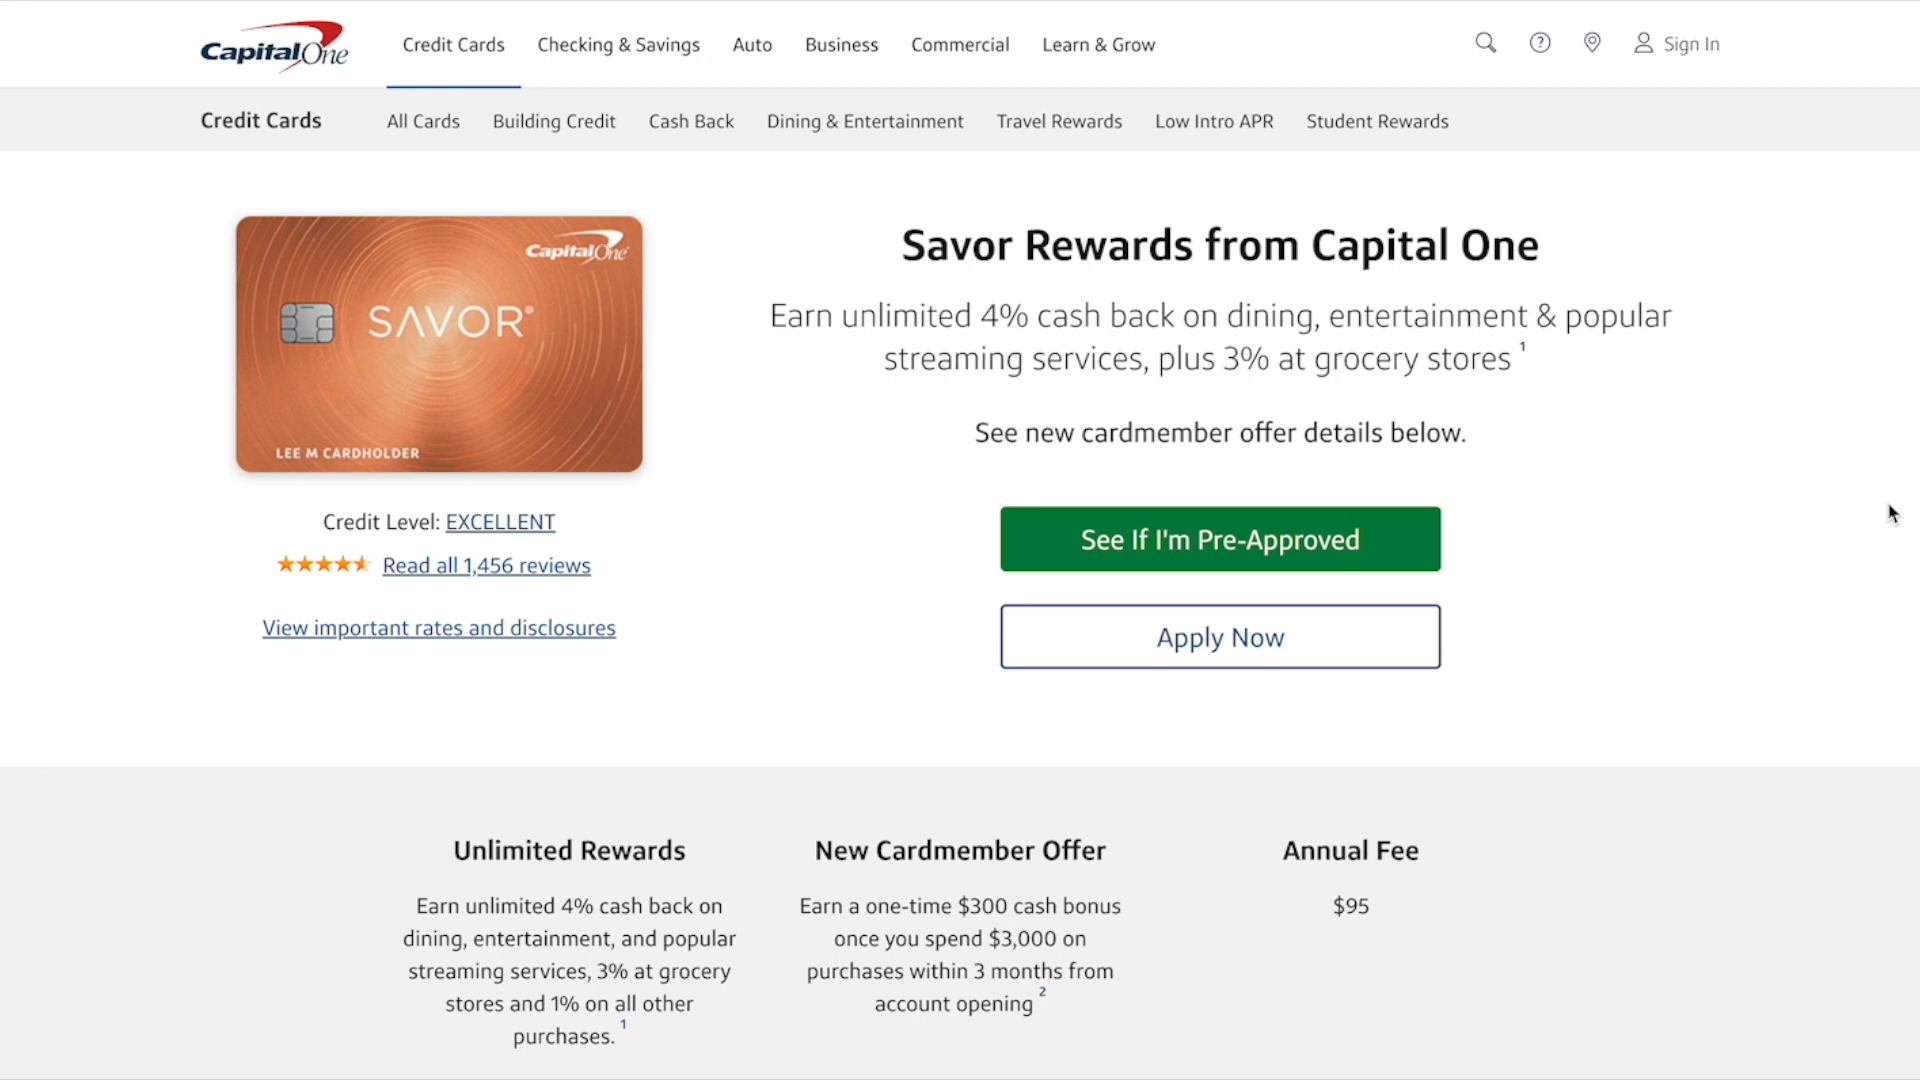 CapitalOne
Credit Cards
Checking & Savings
Auto
Business
Commercial
Learn & Grow
Sign In
Credit Cards
All Cards
Building Credit
Cash Back
Dining & Entertainment
Travel Rewards
Low Intro APR
Student Rewards
CapitalOne
SAVOR®
LEE M CARDHOLDER
Credit Level: EXCELLENT
Read all 1,456 reviews
View important rates and disclosures
Savor Rewards from Capital One
Earn unlimited 4% cash back on dining, entertainment & popular
streaming services, plus 3% at grocery stores 1
See new cardmember offer details below.
See If I'm Pre-Approved
Apply Now
Unlimited Rewards
Earn unlimited 4% cash back on
dining, entertainment, and popular
streaming services, 3% at grocery
stores and 1% on all other
purchases. 1
New Cardmember Offer
Earn a one-time $300 cash bonus
once you spend $3,000 on
purchases within 3 months from
account opening 2
Annual Fee
$95